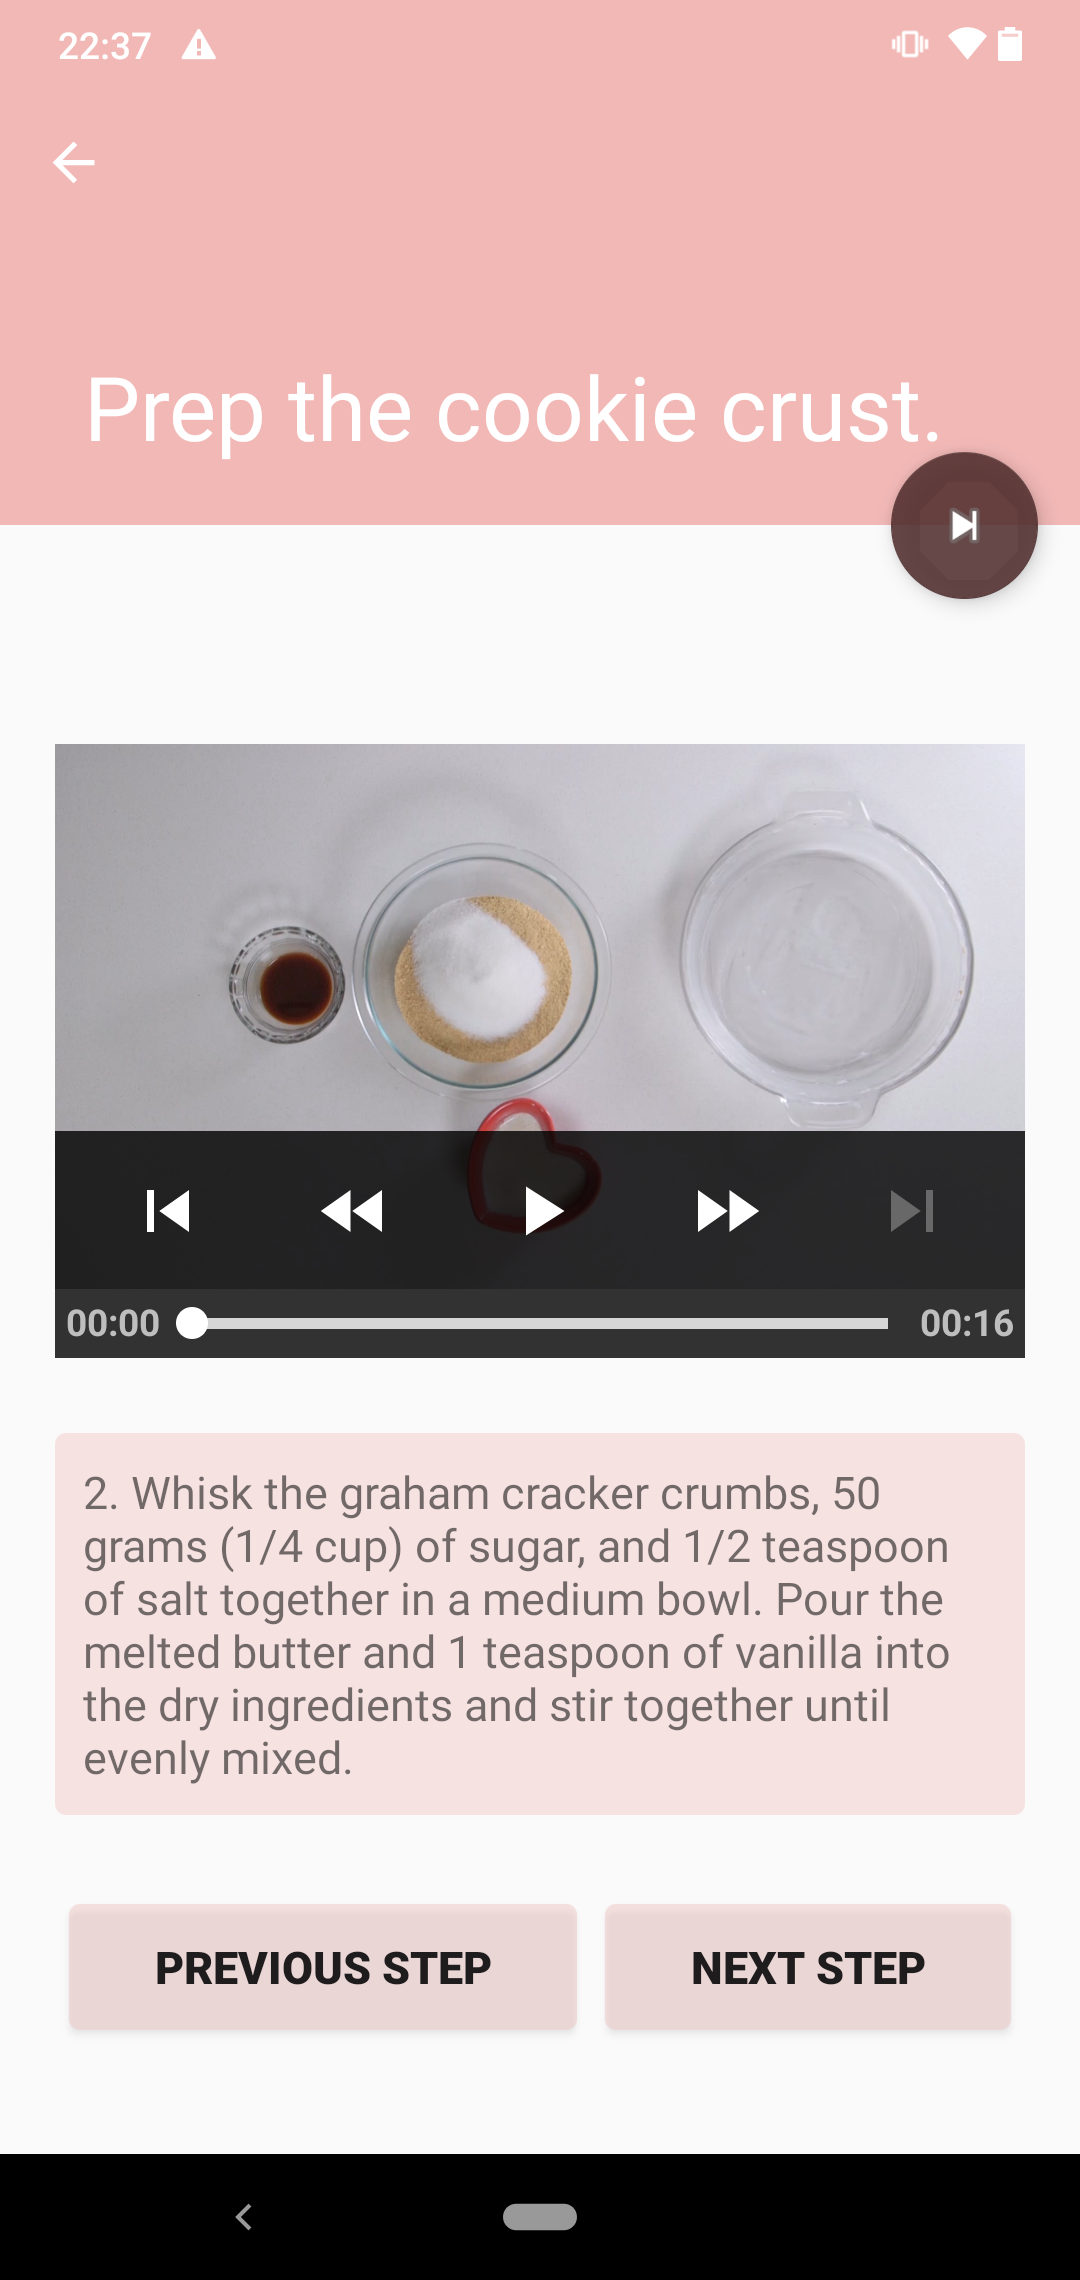 22:37
Prep the cookie crust.
00:00
00:16
2. Whisk the graham cracker crumbs, 50
grams (1/4 cup) of sugar, and 1/2 teaspoon
of salt together in a medium bowl. Pour the
melted butter and 1 teaspoon of vanilla into
the dry ingredients and stir together until
evenly mixed.
PREVIOUS STEP
NEXT STEP